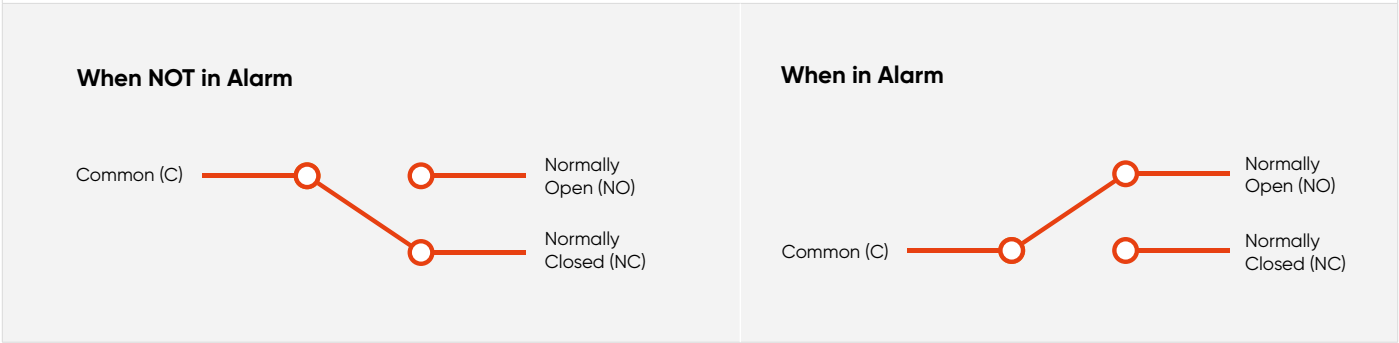 When NOT in Alarm
Common (C)
Normally
Open (NO)
Normally
Closed (NC)
When in Alarm
Normally
Open (NO)
Common (C)
Normally
Closed (NC)